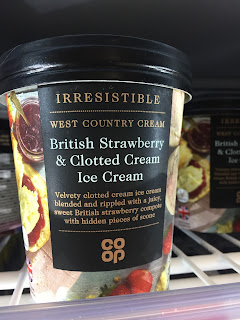 IRRESISTIBLE
WEST COUNTRY CREAM
British Strawberry
& Clotted Cream
Ice Cream
Velvety clotted cream ice cream
blended and rippled with a juicy,
sweet British strawberry compote
with hidden pieces of scone
CO
OP